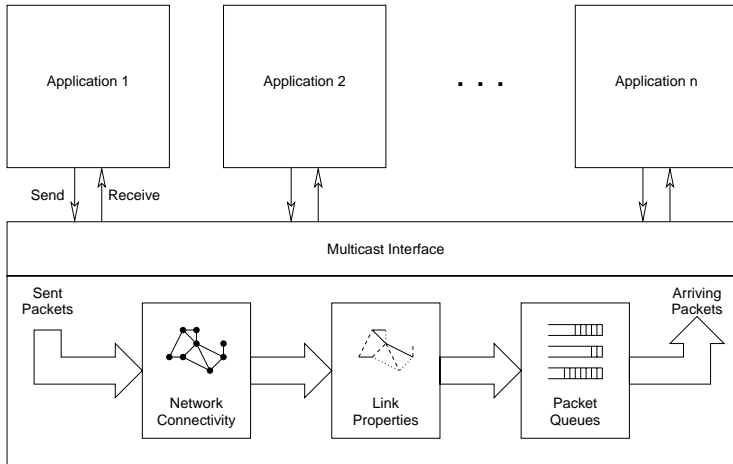 Application 1
Application 2
. . .
Application n
Send
Receive
Multicast Interface
Sent
Packets
Arriving
Packets
Network
Connectivity
Link
Properties
Packet
Queues